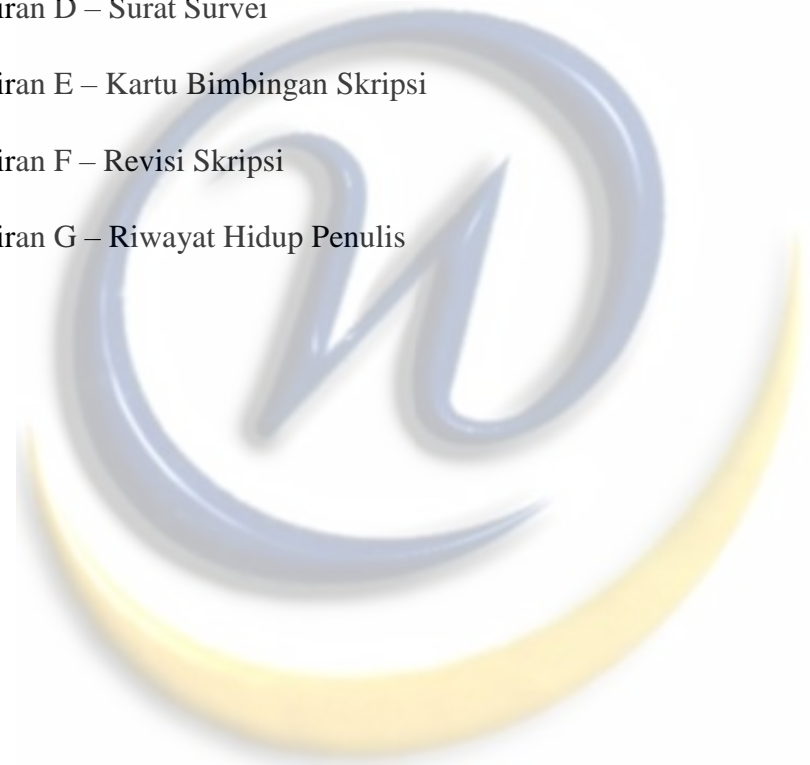 iran D – Surat Survei
iran E – Kartu Bimbingan Skripsi
iran F – Revisi Skripsi
iran G – Riwayat Hidup Penulis